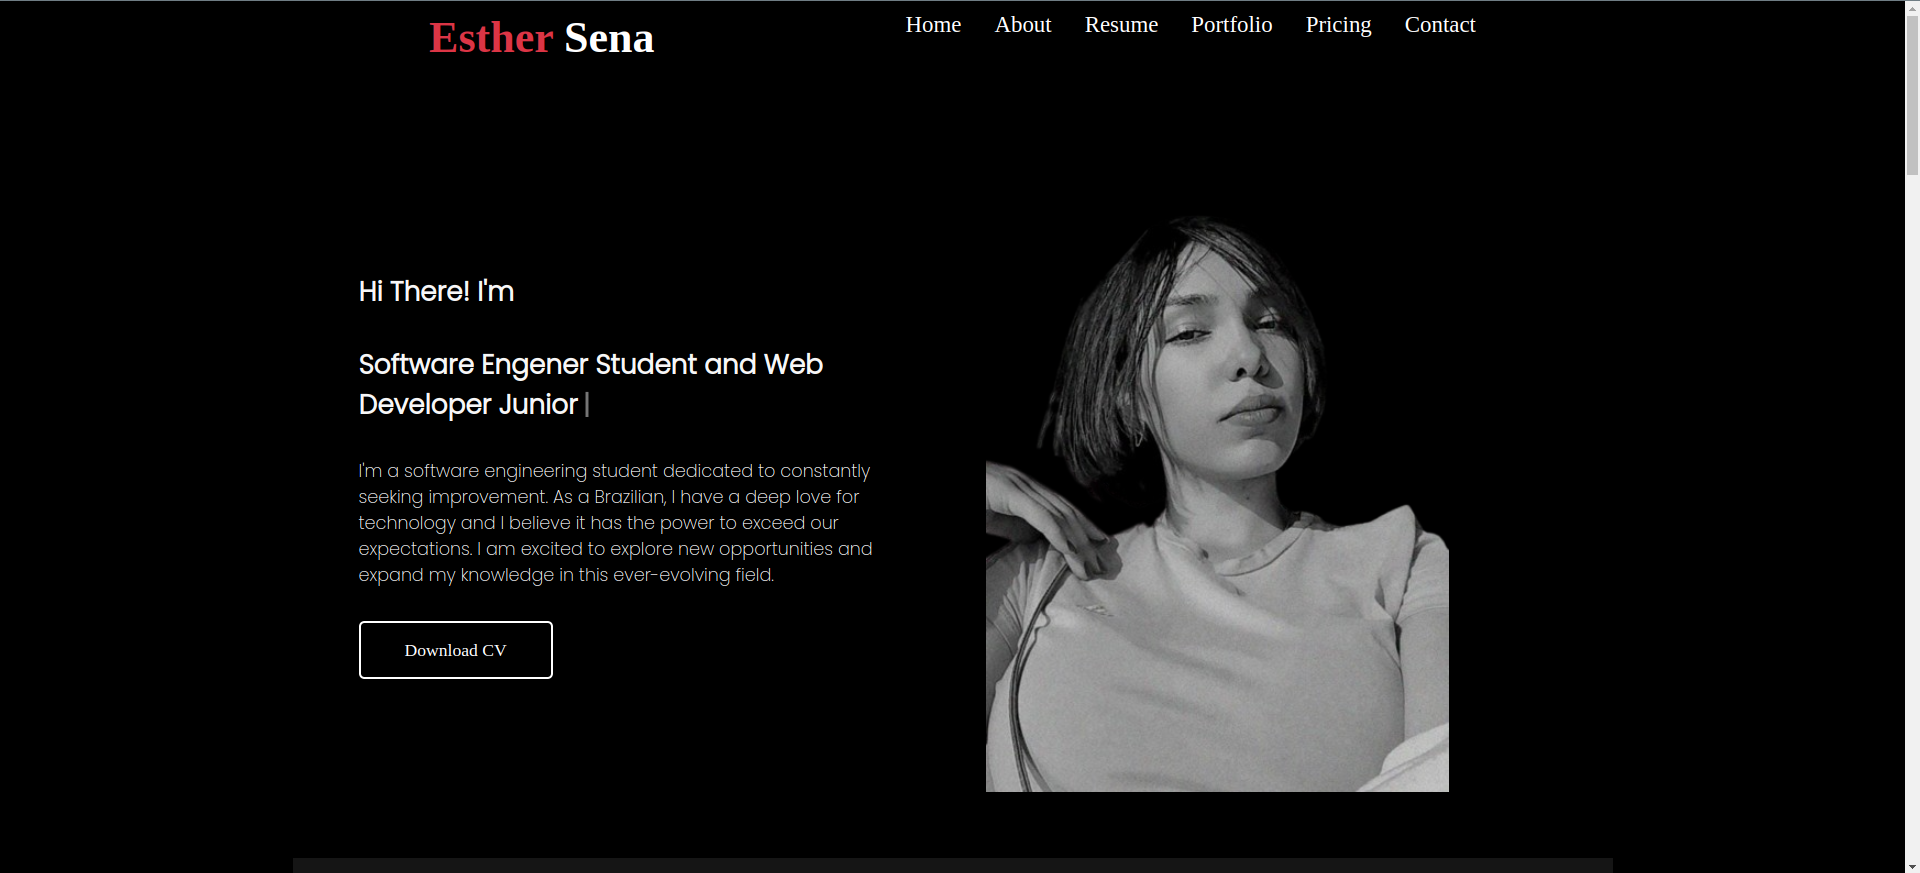 Esther Sena
Home About Resume Portfolio Pricing Contact
Hi There! I'm
Software Engener Student and Web
Developer Junior |
I'm a software engineering student dedicated to constantly
seeking improvement. As a Brazilian, I have a deep love for
technology and I believe it has the power to exceed our
expectations. I am excited to explore new opportunities and
expand my knowledge in this ever-evolving field.
Download CV